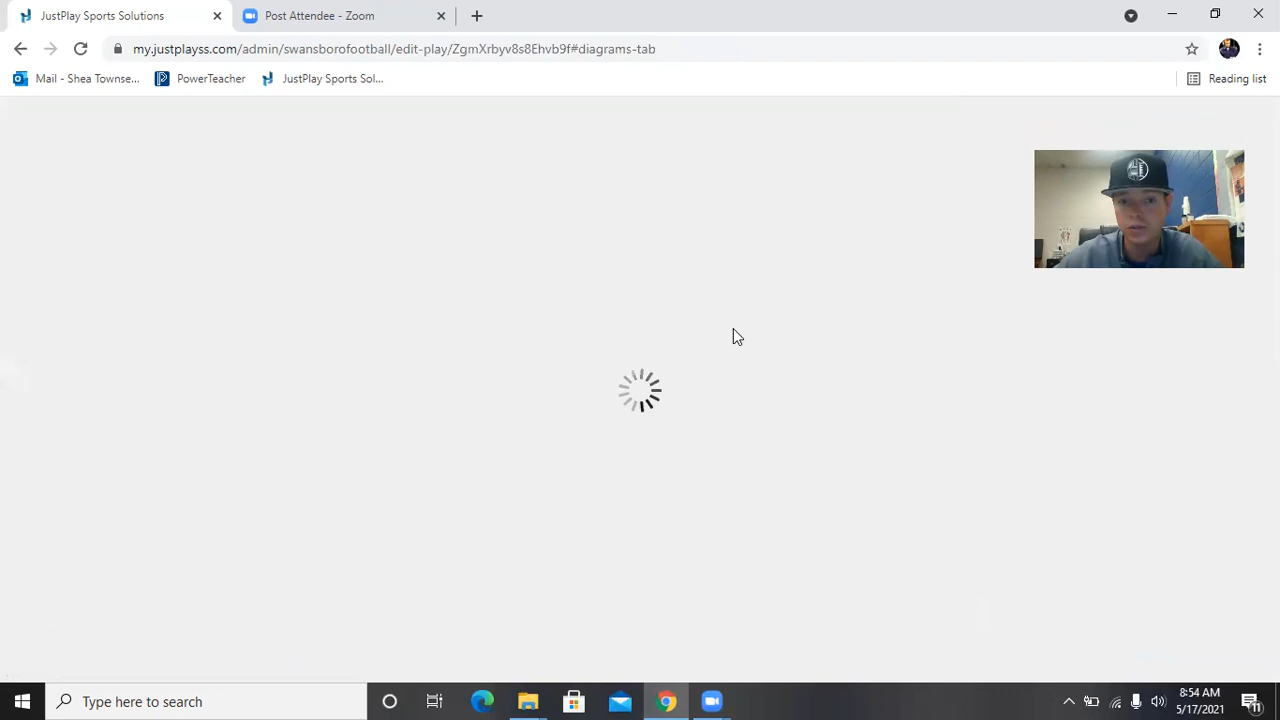 JustPlay Sports Solutions
Post Attendee - Zoom
my.justplayss.com/admin/swansborofootball/edit-play/ZgmXrbyv8s8Ehvb9f#diagrams-tab
Mail - Shea Townse...
PowerTeacher
JustPlay Sports Sol...
Reading list
Type here to search
8:54 AM
5/17/2021
11